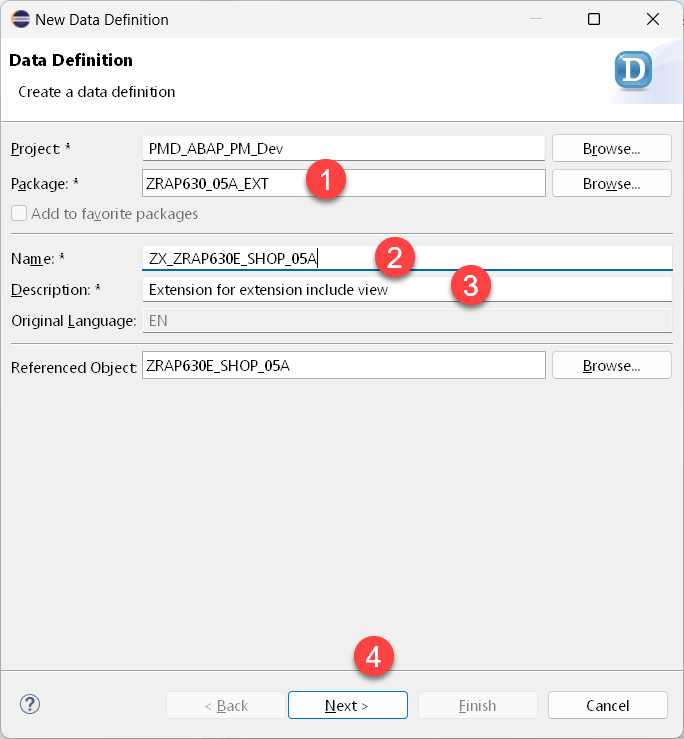 New Data Definition
Data Definition
Create a data definition
D
Project: * PMD_ABAP_PM_Dev Browse...
Package: * ZRAP630_05A_EXT 1 Browse...
Add to favorite packages
Name: * ZX_ZRAP630E_SHOP_05A 2
Description: * Extension for extension include view 3
Original Language: EN
Referenced Object: ZRAP630E_SHOP_05A Browse...
4
? < Back Next > Finish Cancel